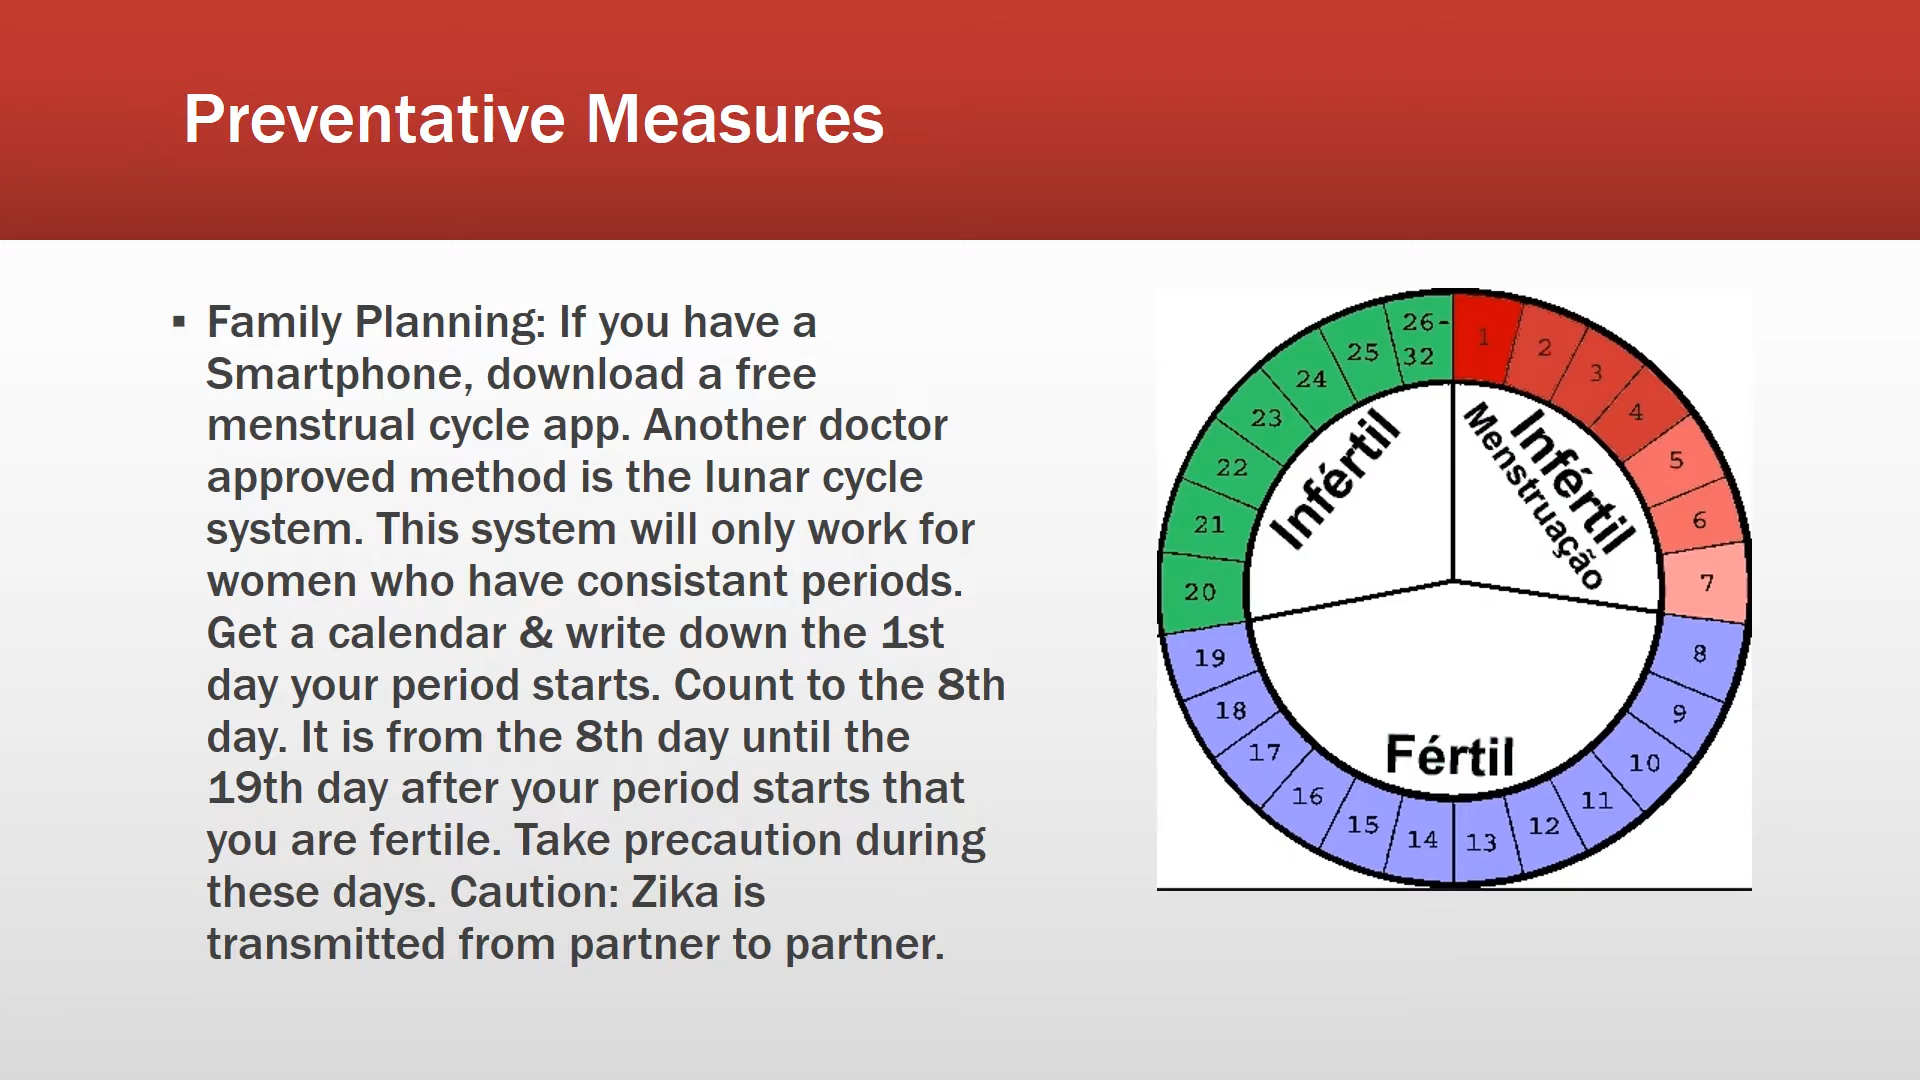 Preventative Measures
▪ Family Planning: If you have a
Smartphone, download a free
menstrual cycle app. Another doctor
approved method is the lunar cycle
system. This system will only work for
women who have consistant periods.
Get a calendar & write down the 1st
day your period starts. Count to the 8th
day. It is from the 8th day until the
19th day after your period starts that
you are fertile. Take precaution during
these days. Caution: Zika is
transmitted from partner to partner.
1
2
3
4
5
6
7
8
9
10
11
12
13
14
15
16
17
18
19
20
21
22
23
24
25
26-
32
Infértil
Menstruação
Fértil
Infértil